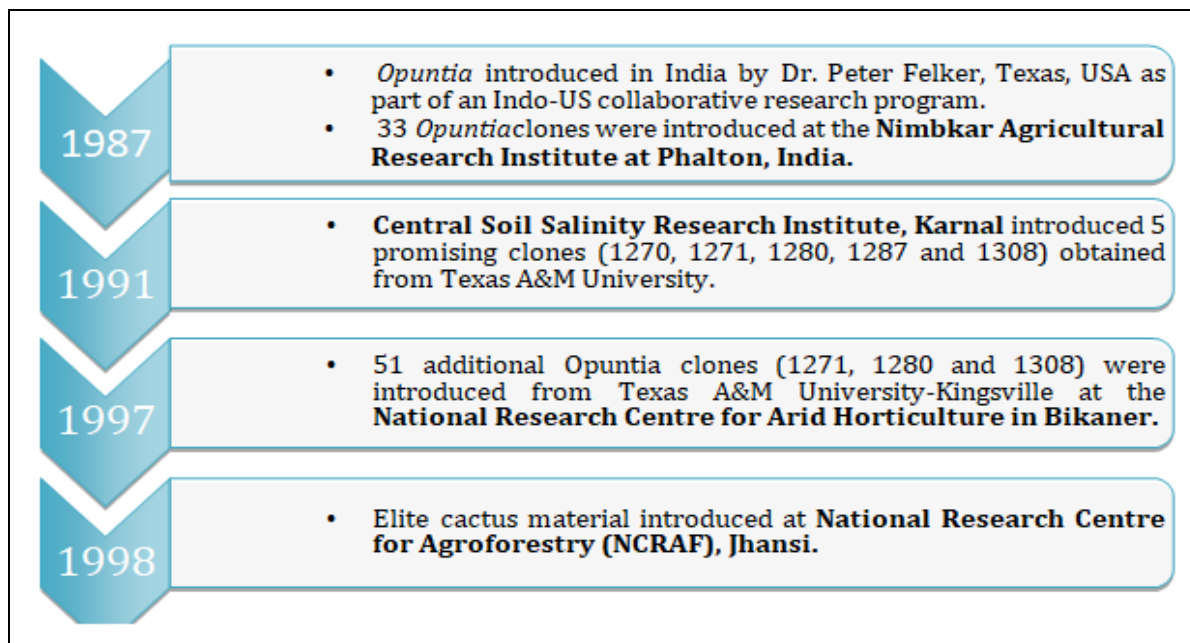 1987
• Opuntia introduced in India by Dr. Peter Felker, Texas, USA as
part of an Indo-US collaborative research program.
• 33 Opuntiaclones were introduced at the Nimbkar Agricultural
Research Institute at Phalton, India.
1991
• Central Soil Salinity Research Institute, Karnal introduced 5
promising clones (1270, 1271, 1280, 1287 and 1308) obtained
from Texas A&M University.
1997
• 51 additional Opuntia clones (1271, 1280 and 1308) were
introduced from Texas A&M University-Kingsville at the
National Research Centre for Arid Horticulture in Bikaner.
1998
• Elite cactus material introduced at National Research Centre
for Agroforestry (NCRAF), Jhansi.